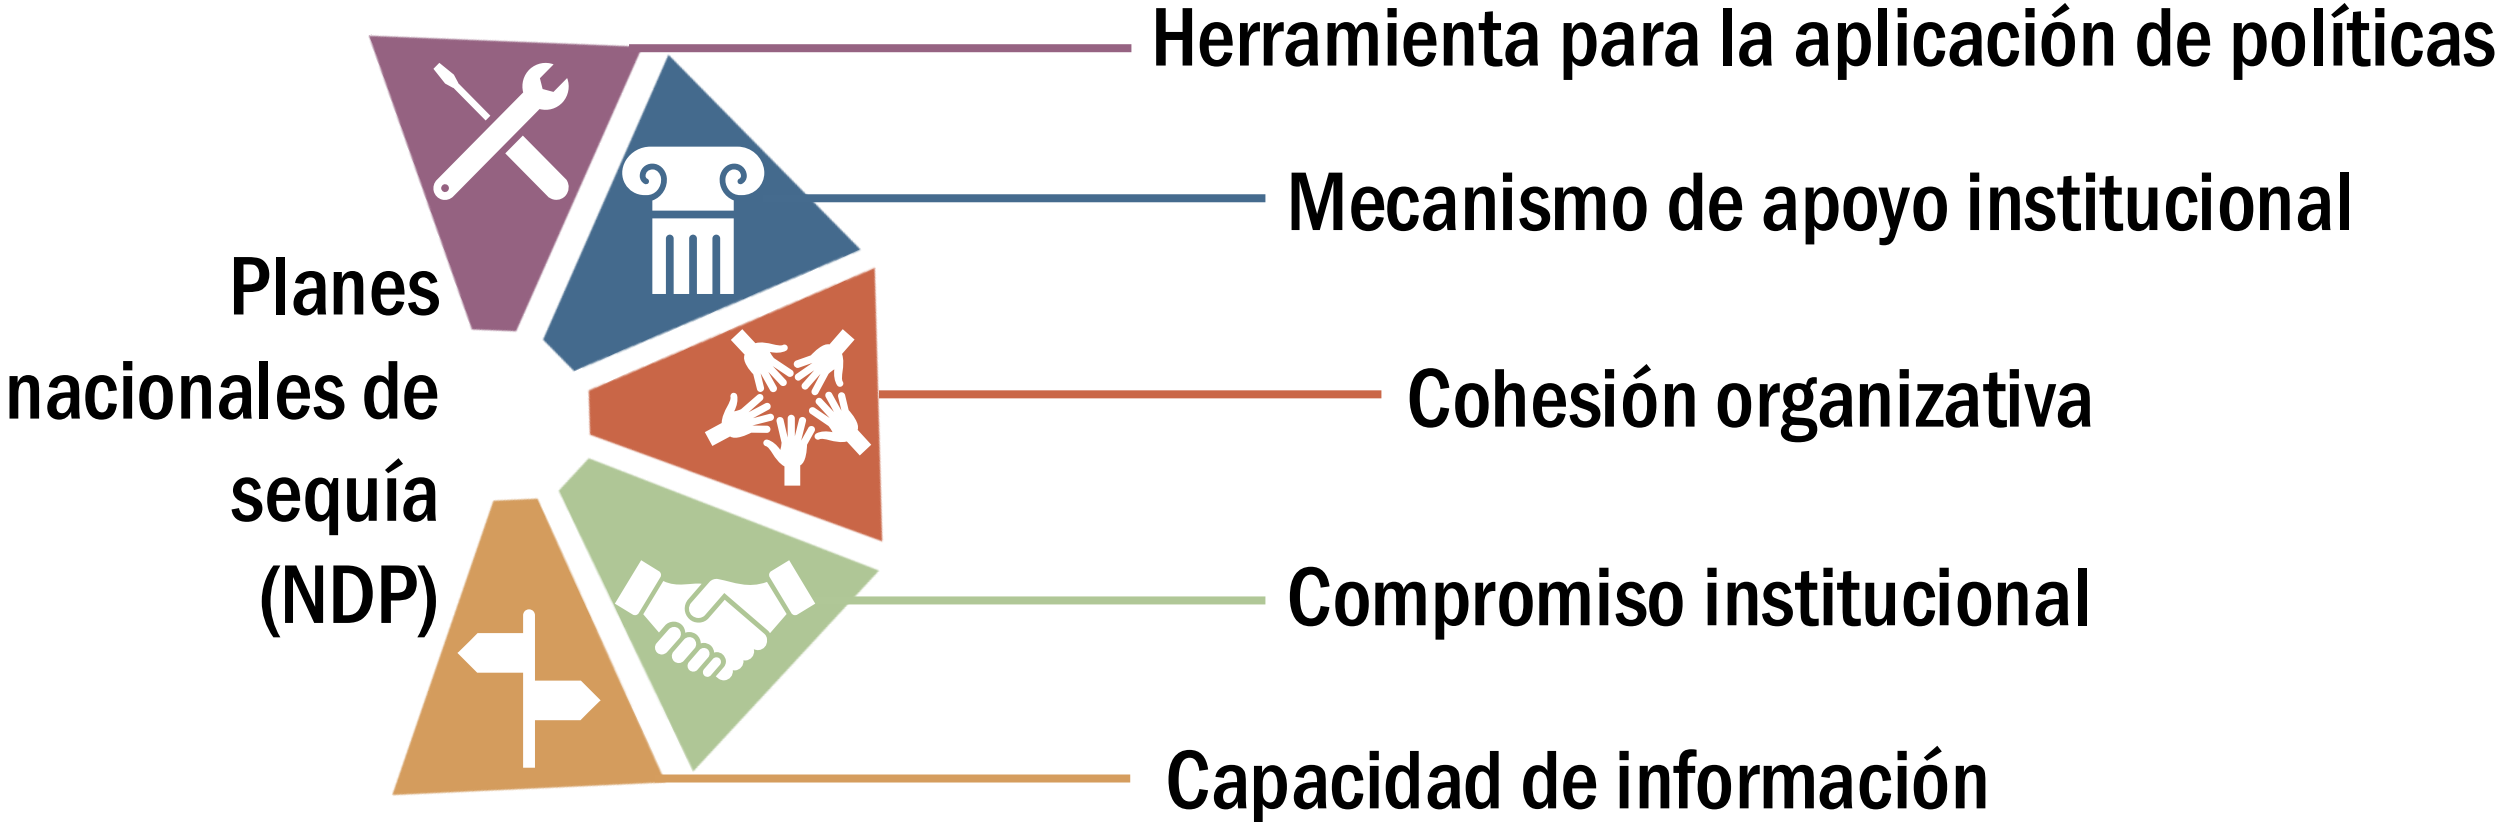 Planes
nacionales de
sequía
(NDP)
Herramienta para la aplicación de políticas
Mecanismo de apoyo institucional
Cohesión organizativa
Compromiso institucional
Capacidad de información